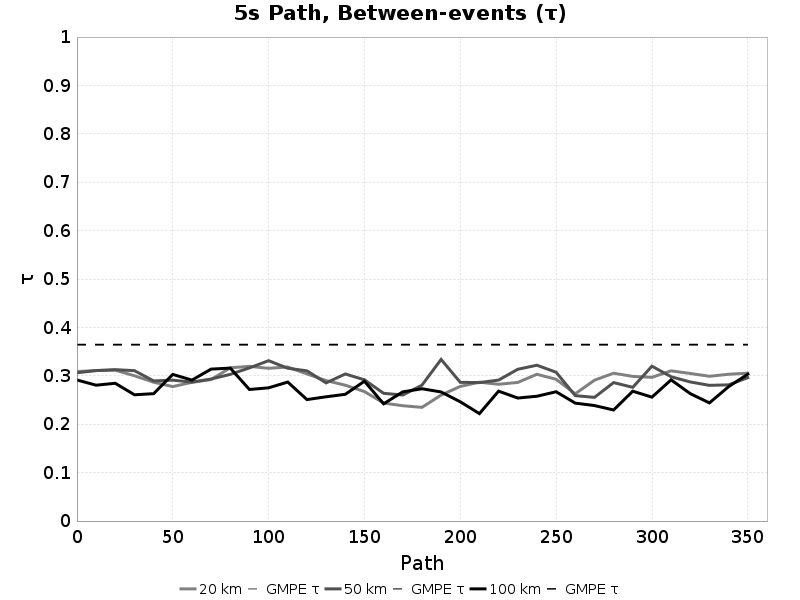 5s Path, Between-events (τ)
1
0.9
0.8
0.7
0.6
0.5
0.4
0.3
0.2
0.1
0
τ
0 50 100 150 200 250 300 350
Path
20 km GMPE τ 50 km GMPE τ 100 km GMPE τ